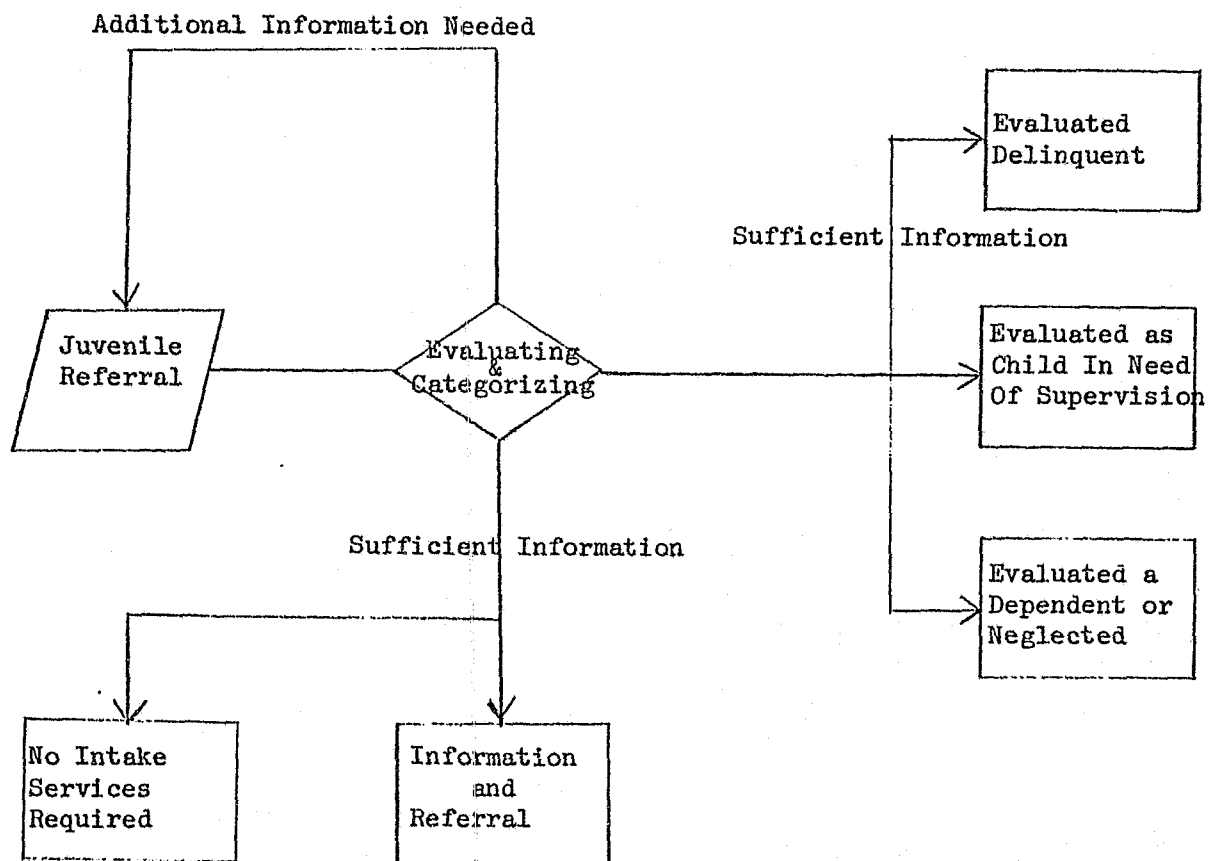 Additional Information Needed
Evaluated
Delinquent
Sufficient Information
Juvenile
Referral
Evaluating
&
Categorizing
Evaluated as
Child In Need
Of Supervision
Sufficient Information
Evaluated a
Dependent or
Neglected
No Intake
Services
Required
Information
and
Referral